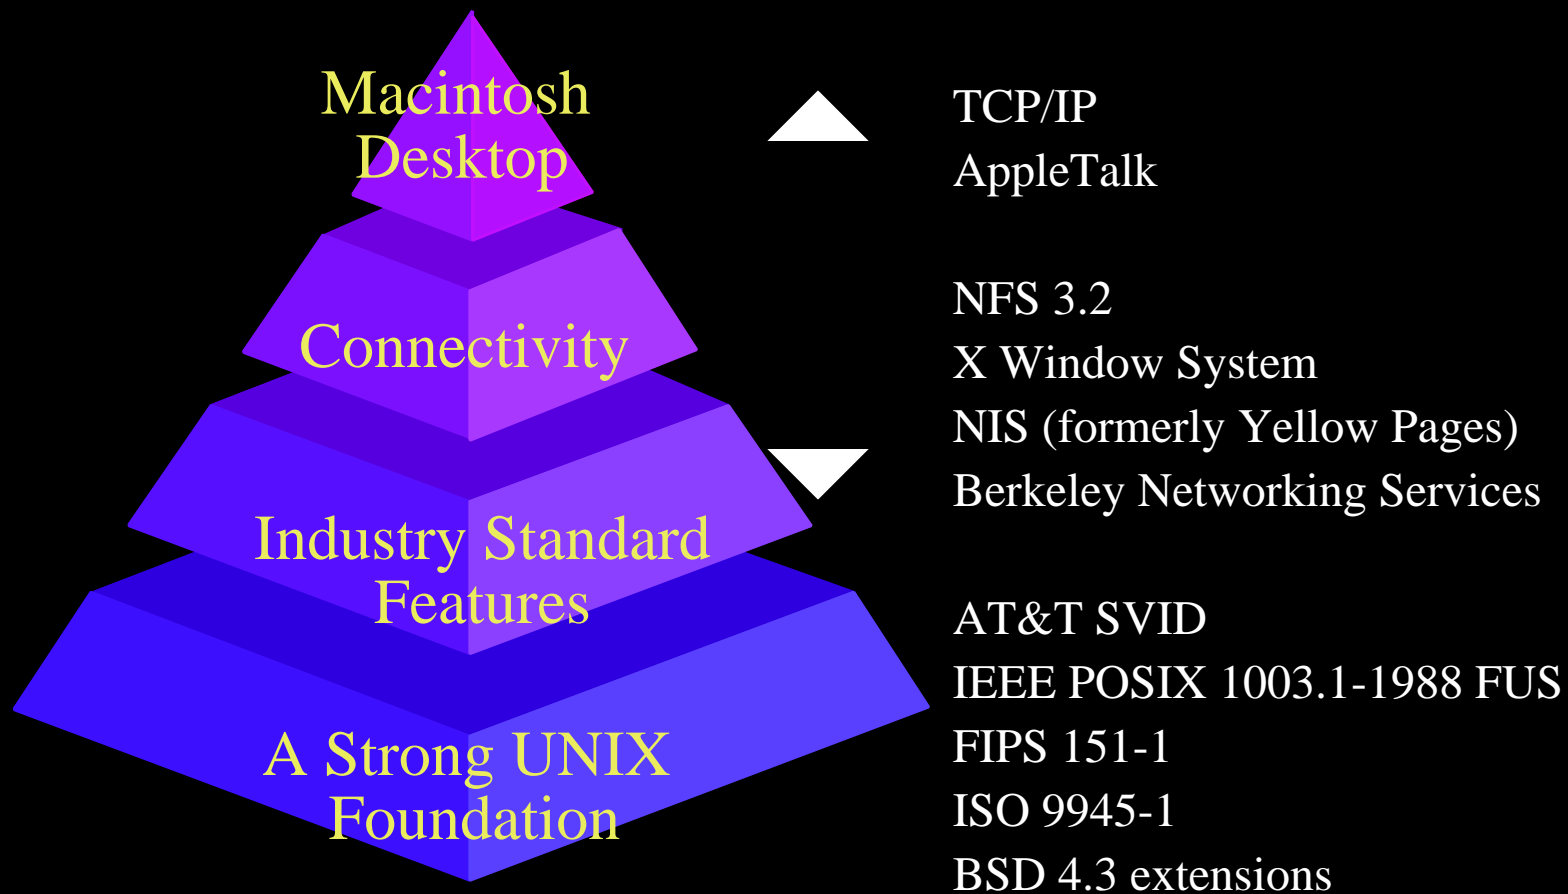 Macintosh
Desktop
Connectivity
Industry Standard
Features
A Strong UNIX
Foundation
TCP/IP
AppleTalk
NFS 3.2
X Window System
NIS (formerly Yellow Pages)
Berkeley Networking Services
AT&T SVID
IEEE POSIX 1003.1-1988 FUS
FIPS 151-1
ISO 9945-1
BSD 4.3 extensions